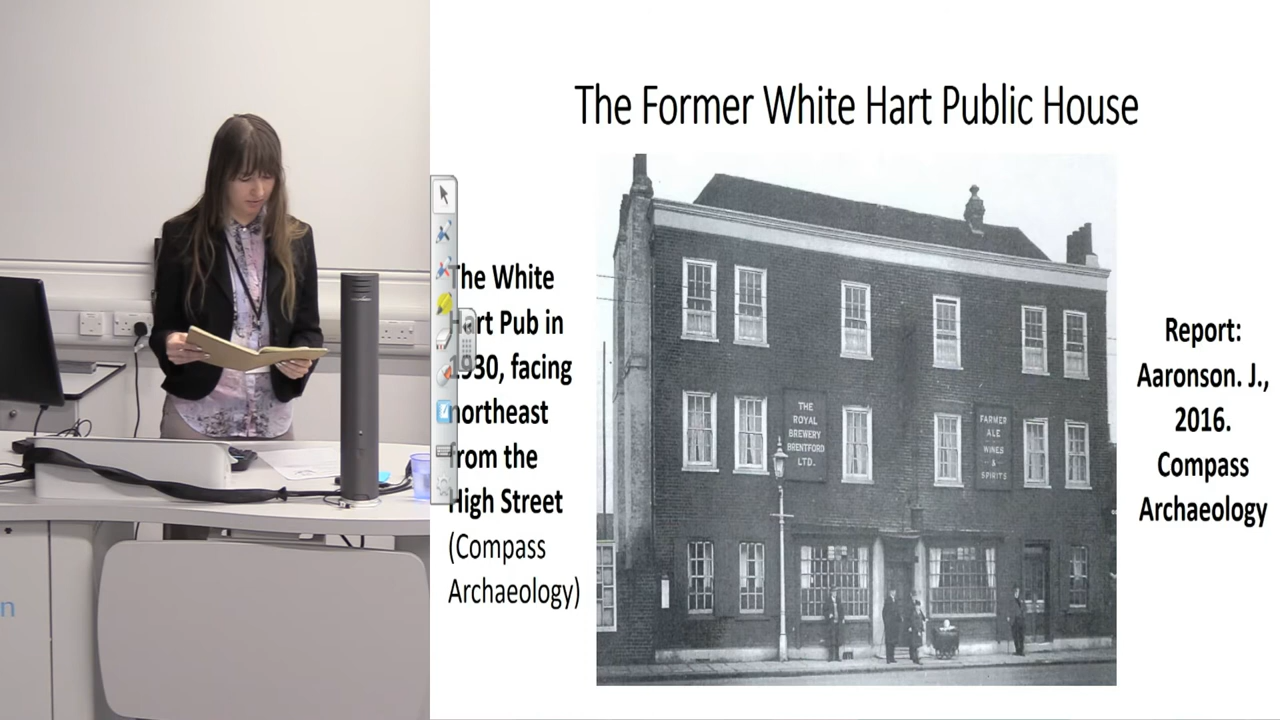 The Former White Hart Public House
The White
Hart Pub in
1930, facing
northeast
from the
High Street
(Compass
Archaeology)
THE
ROYAL
BREWERY
BRENTFORD
LTD.
FARMER
ALE
WINES
&
SPIRITS
Report:
Aaronson. J.,
2016.
Compass
Archaeology
n